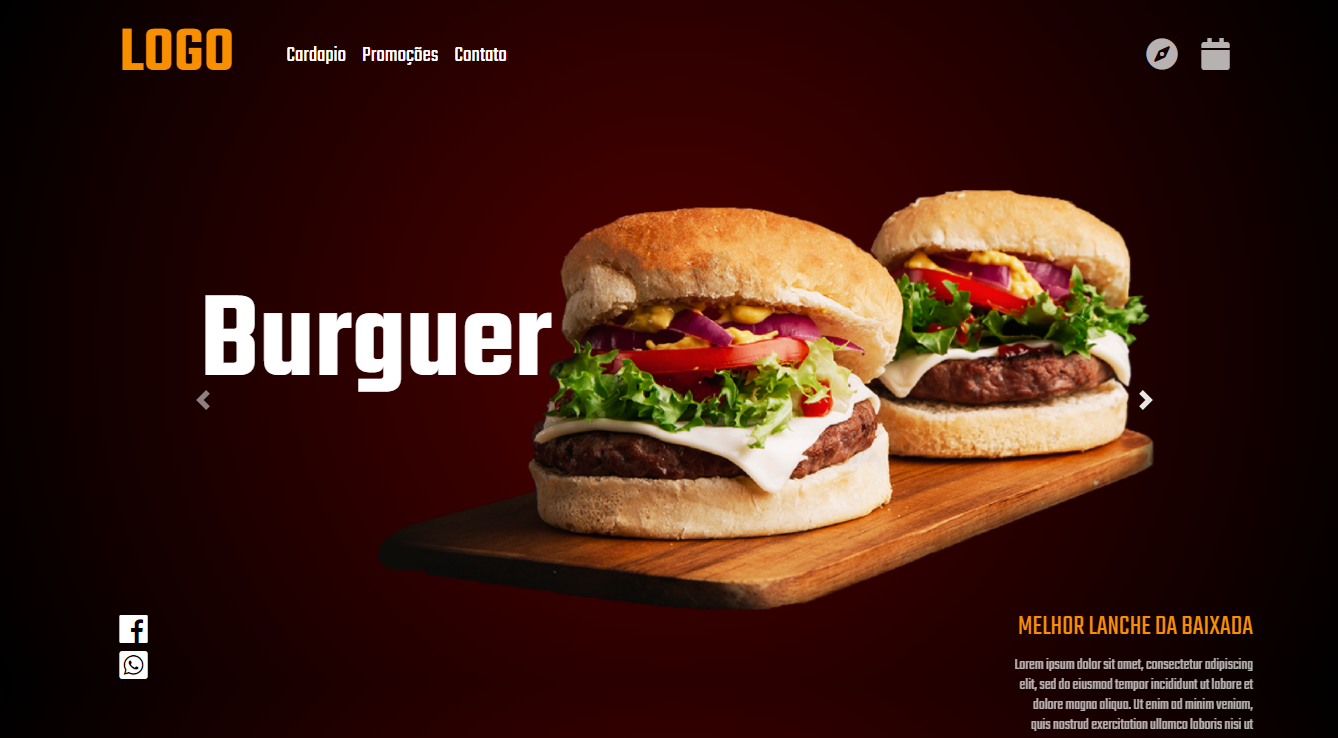 LOGO
Cardapio Promoções Contato
Burguer
MELHOR LANCHE DA BAIXADA
Lorem ipsum dolor sit amet, consectetur adipiscing
elit, sed do eiusmod tempor incididunt ut labore et
dolore magna aliqua. Ut enim ad minim veniam,
quis nostrud exercitation ullamco laboris nisi ut